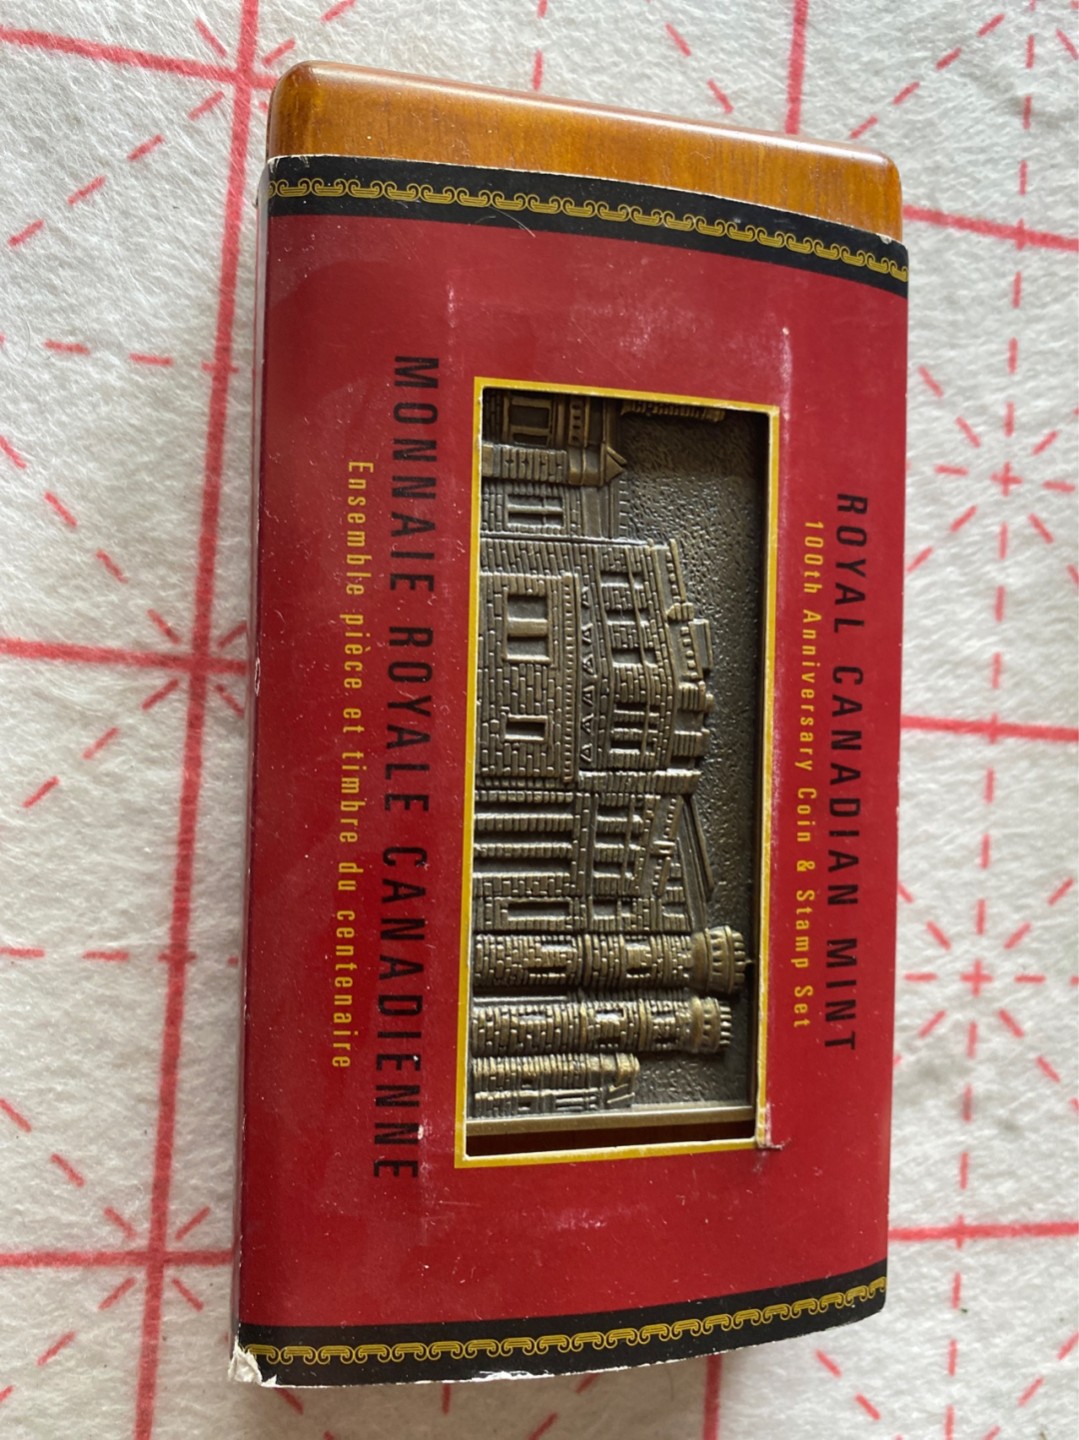 ROYAL CANADIAN MINT
100th Anniversary Coin & Stamp Set
MONNAIE ROYALE CANADIENNE
Ensemble pièce et timbre du centenaire